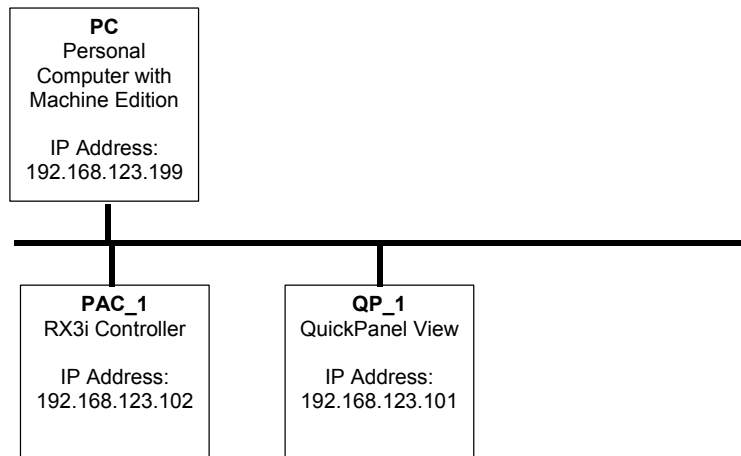 PC
Personal
Computer with
Machine Edition
IP Address:
192.168.123.199
PAC_1
RX3i Controller
IP Address:
192.168.123.102
QP_1
QuickPanel View
IP Address:
192.168.123.101